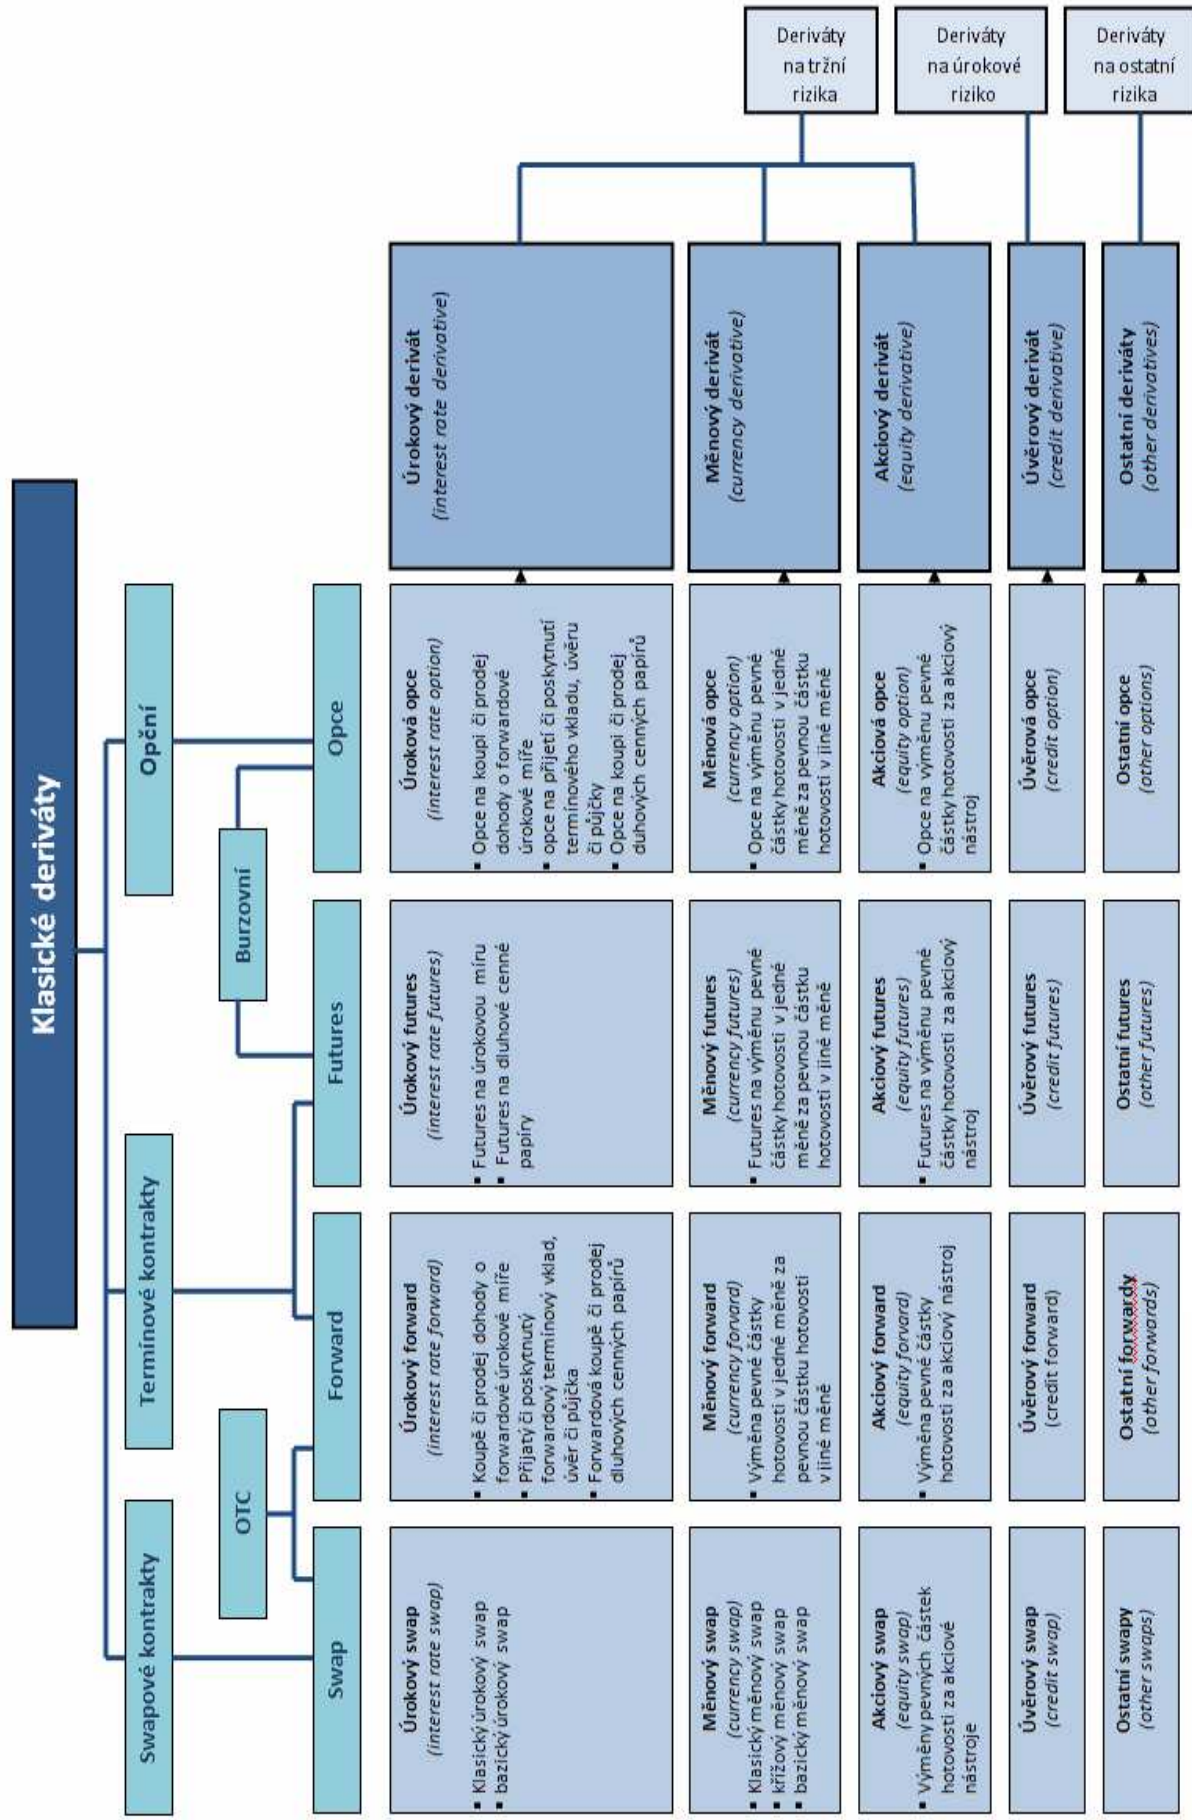 Klasické deriváty
Swapové kontrakty
Termínové kontrakty
Opční
OTC
Burzovní
Swap
Forward
Futures
Opce
Úrokový swap
(interest rate swap)
▪ Klasický úrokový swap
▪ bazický úrokový swap
Úrokový forward
(interest rate forward)
▪ Koupě či prodej dohody o
forwardové úrokové míře
▪ Přijatý či poskytnutý
forwardový termínový vklad,
úvěr či půjčka
▪ Forwardová koupě či prodej
dluhových cenných papírů
Úrokový futures
(interest rate futures)
▪ Futures na úrokovou míru
▪ Futures na dluhové cenné
papíry
Úroková opce
(interest rate option)
▪ Opce na koupi či prodej
dohody o forwardové
úrokové míře
▪ opce na přijetí či poskytnutí
termínového vkladu, úvěru
či půjčky
▪ Opce na koupi či prodej
duhových cenných papírů
Úrokový derivát
(interest rate derivative)
Měnový swap
(currency swap)
▪ Klasický měnový swap
▪ křížový měnový swap
▪ bazický měnový swap
Měnový forward
(currency forward)
▪ Výměna pevné částky
hotovosti v jedné měně za
pevnou částku hotovosti
v jiné měně
Měnový futures
(currency futures)
▪ Futures na výměnu pevné
částky hotovosti v jedné
měně za pevnou částku
hotovosti v jiné měně
Měnová opce
(currency option)
▪ Opce na výměnu pevné
částky hotovosti v jedné
měně za pevnou částku
hotovosti v jiné měně
Měnový derivát
(currency derivative)
Akciový swap
(equity swap)
▪ Výměny pevných částek
hotovosti za akciové
nástroje
Akciový forward
(equity forward)
▪ Výměna pevné částky
hotovosti za akciový nástroj
Akciový futures
(equity futures)
▪ Futures na výměnu pevné
částky hotovosti za akciový
nástroj
Akciová opce
(equity option)
▪ Opce na výměnu pevné
částky hotovosti za akciový
nástroj
Akciový derivát
(equity derivative)
Úvěrový swap
(credit swap)
Úvěrový forward
(credit forward)
Úvěrový futures
(credit futures)
Úvěrová opce
(credit option)
Úvěrový derivát
(credit derivative)
Ostatní swapy
(other swaps)
Ostatní forwardy
(other forwards)
Ostatní futures
(other futures)
Ostatní opce
(other options)
Ostatní deriváty
(other derivatives)
Deriváty
na tržní
rizika
Deriváty
na úrokové
riziko
Deriváty
na ostatní
rizika